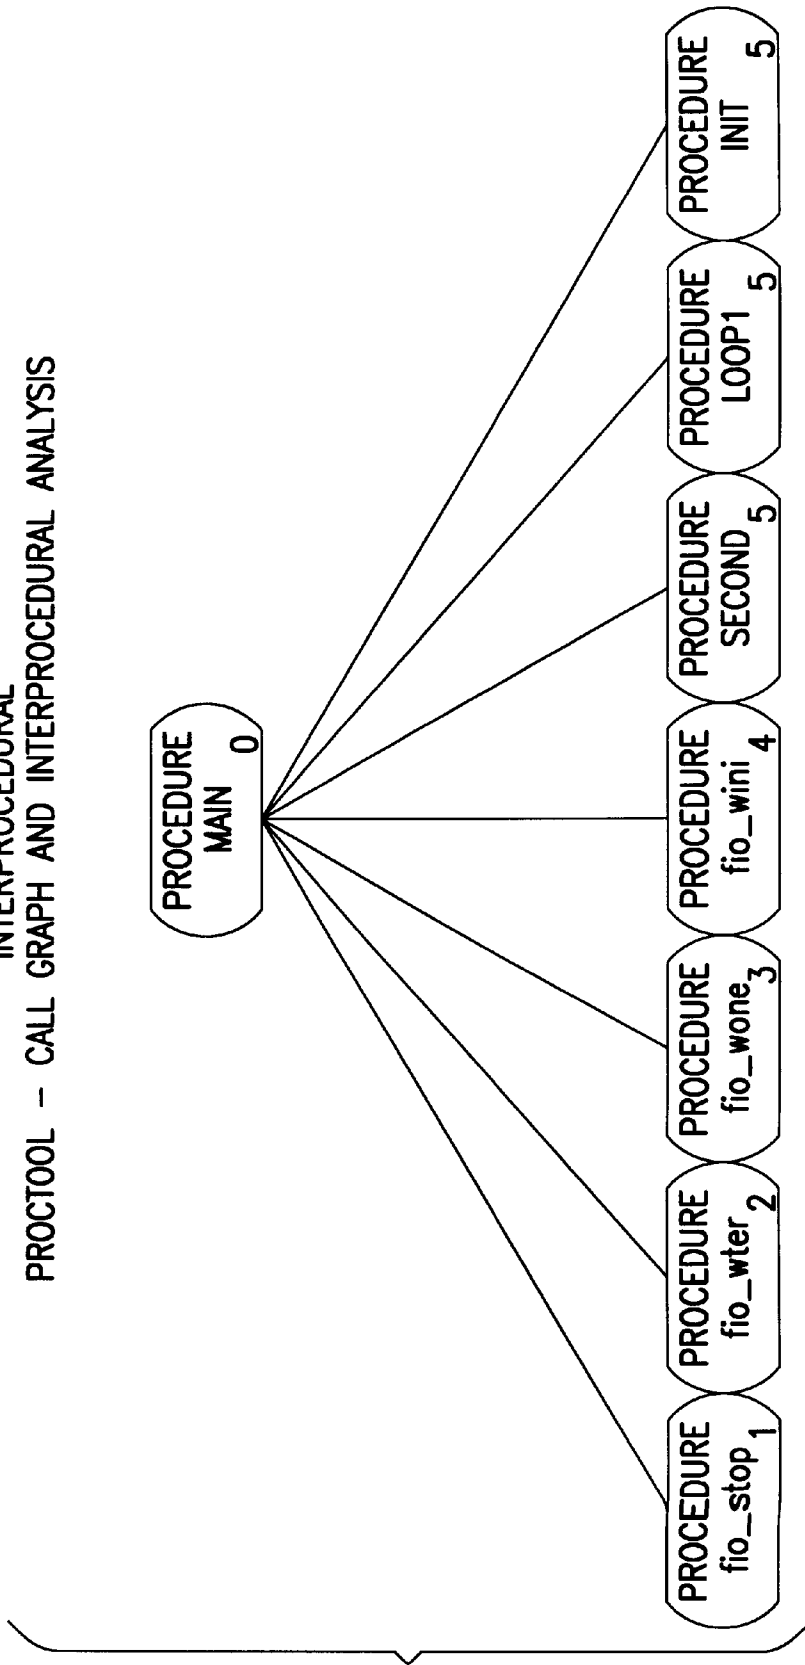 INTERPROCEDURAL
PROCTOOL – CALL GRAPH AND INTERPROCEDURAL ANALYSIS
PROCEDURE
MAIN
0
PROCEDURE
fio_stop
1
PROCEDURE
fio_wter
2
PROCEDURE
fio_wone
3
PROCEDURE
fio_wini
4
PROCEDURE
SECOND
5
PROCEDURE
LOOP1
5
PROCEDURE
INIT
5